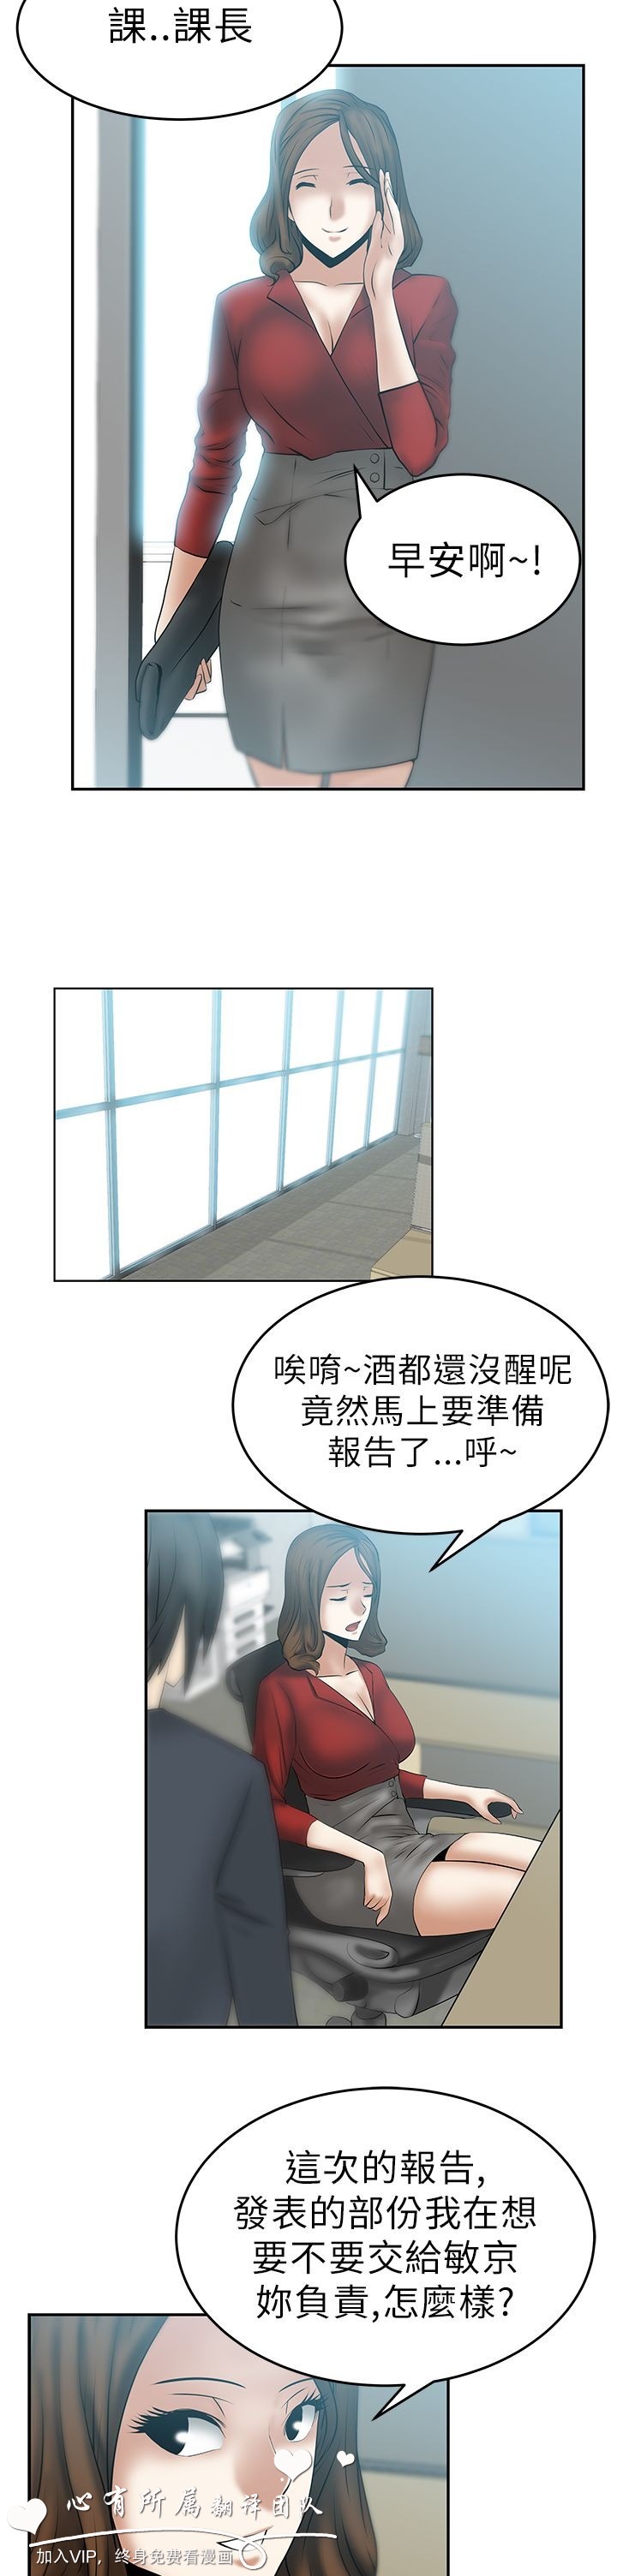 課..課長
早安啊~!
唉唷~酒都還沒醒呢
竟然馬上要準備
報告了...呼~
這次的報告,
發表的部份我在想
要不要交給敏京
妳負責,怎麼樣?
心有所属翻译团队
加入VIP，终身免费看漫画